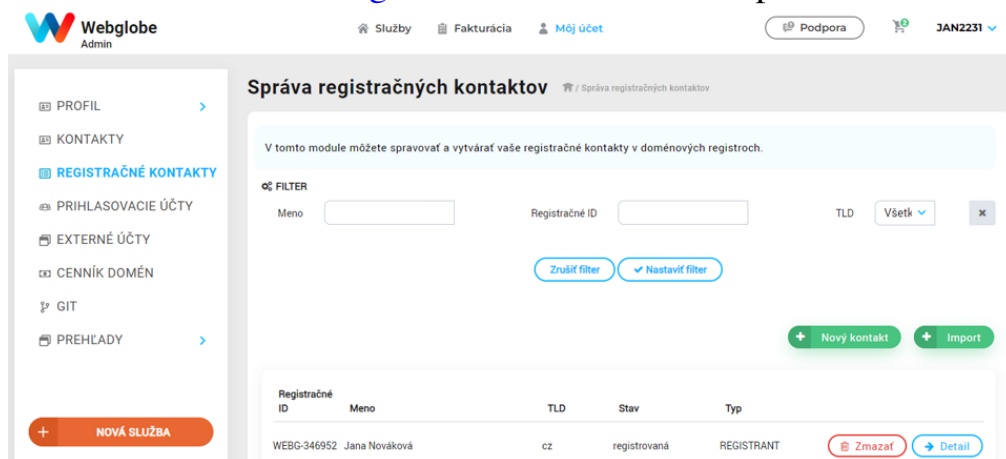 Webglobe
Admin
Služby
Fakturácia
Môj účet
Podpora
0
JAN2231
PROFIL
KONTAKTY
REGISTRAČNÉ KONTAKTY
PRIHLASOVACIE ÚČTY
EXTERNÉ ÚČTY
CENNÍK DOMÉN
GIT
PREHĽADY
+ NOVÁ SLUŽBA
Správa registračných kontaktov / Správa registračných kontaktov
V tomto module môžete spravovať a vytvárať vaše registračné kontakty v doménových registroch.
FILTER
Meno
Registračné ID
TLD
Všetk
Zrušiť filter
Nastaviť filter
+ Nový kontakt
+ Import
Registračné ID
Meno
TLD
Stav
Typ
WEBG-346952 Jana Nováková cz registrovaná REGISTRANT Zmazať Detail